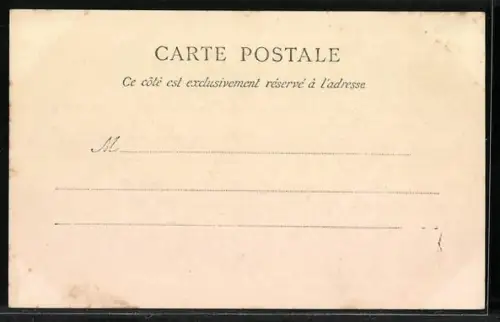 CARTE POSTALE
Ce côté est exclusivement réservé à l'adresse
M